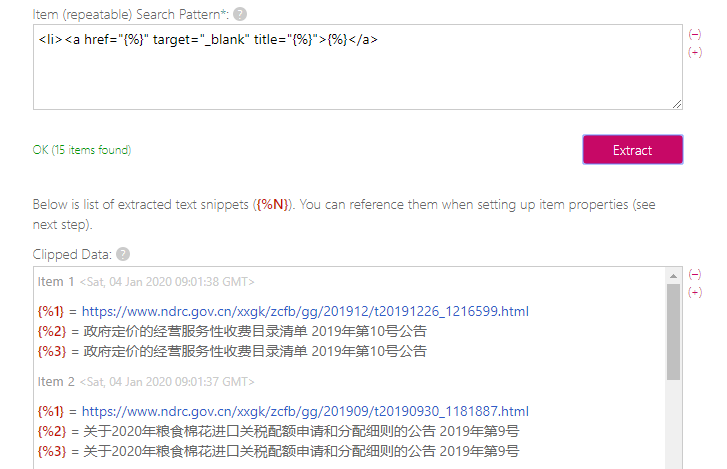 Item (repeatable) Search Pattern*: ?
<li><a href="{%}" target="_blank" title="{%}">{%}</a>
(−)
(+)
OK (15 items found)
Extract
Below is list of extracted text snippets ({%N}). You can reference them when setting up item properties (see
next step).
Clipped Data: ?
(−)
(+)
Item 1 <Sat, 04 Jan 2020 09:01:38 GMT>
{%1} = https://www.ndrc.gov.cn/xxgk/zcfb/gg/201912/t20191226_1216599.html
{%2} = 政府定价的经营服务性收费目录清单 2019年第10号公告
{%3} = 政府定价的经营服务性收费目录清单 2019年第10号公告
Item 2 <Sat, 04 Jan 2020 09:01:37 GMT>
{%1} = https://www.ndrc.gov.cn/xxgk/zcfb/gg/201909/t20190930_1181887.html
{%2} = 关于2020年粮食棉花进口关税配额申请和分配细则的公告 2019年第9号
{%3} = 关于2020年粮食棉花进口关税配额申请和分配细则的公告 2019年第9号